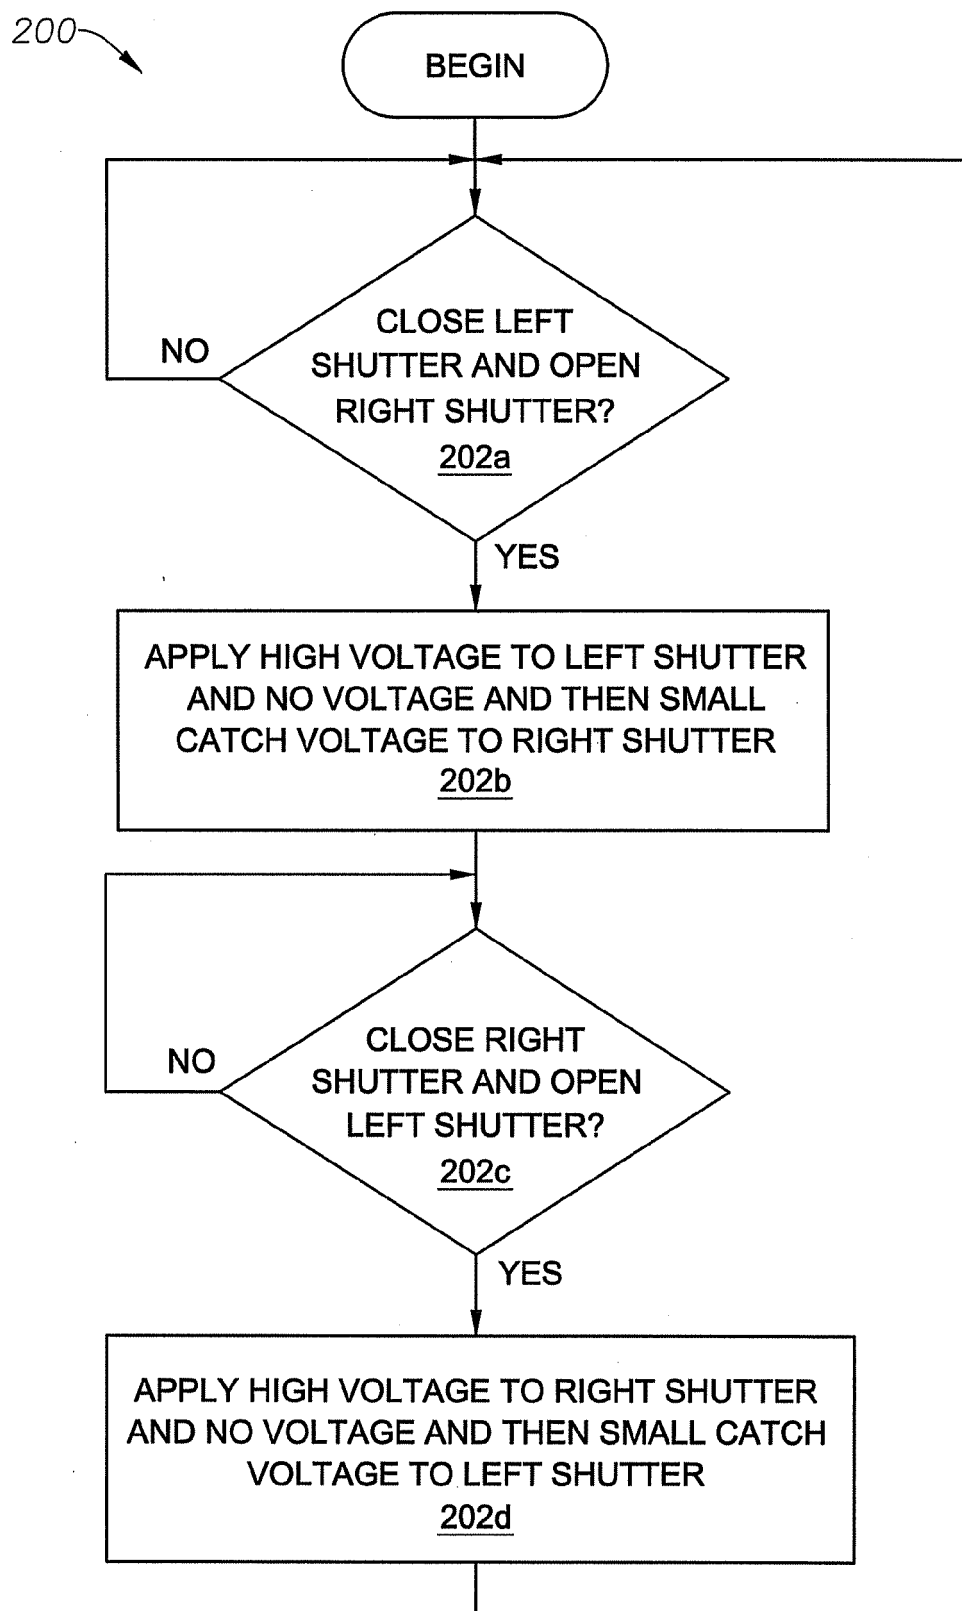 200
BEGIN
CLOSE LEFT
SHUTTER AND OPEN
RIGHT SHUTTER?
202a
NO
YES
APPLY HIGH VOLTAGE TO LEFT SHUTTER
AND NO VOLTAGE AND THEN SMALL
CATCH VOLTAGE TO RIGHT SHUTTER
202b
CLOSE RIGHT
SHUTTER AND OPEN
LEFT SHUTTER?
202c
NO
YES
APPLY HIGH VOLTAGE TO RIGHT SHUTTER
AND NO VOLTAGE AND THEN SMALL CATCH
VOLTAGE TO LEFT SHUTTER
202d